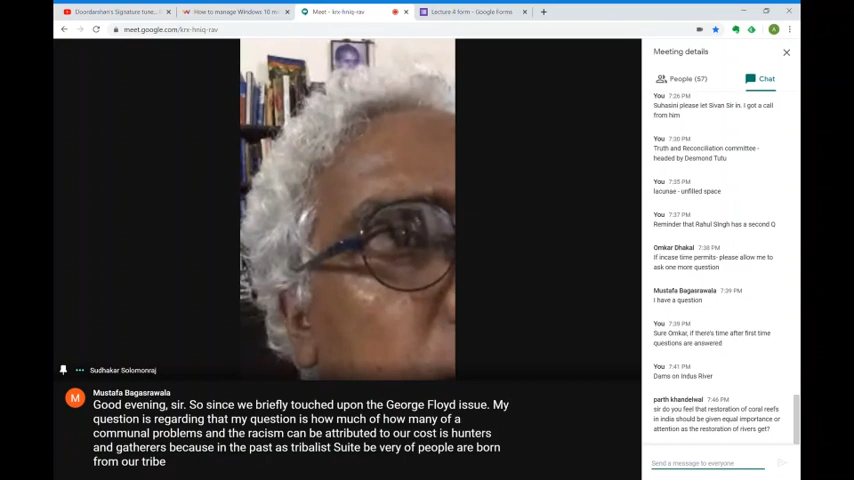 Doordarshan's Signature tune...
How to manage Windows 10 m
Meet - krx-hniq-rav
Lecture 4 form - Google Forms
meet.google.com/krx-hniq-rav
A
Meeting details
People (57)
Chat
You 7:26 PM
Suhasini please let Sivan Sir in. I got a call
from him
You 7:30 PM
Truth and Reconciliation committee -
headed by Desmond Tutu
You 7:35 PM
lacunae - unfilled space
You 7:37 PM
Reminder that Rahul Singh has a second Q
Omkar Dhakal 7:38 PM
If incase time permits- please allow me to
ask one more question
Mustafa Bagasrawala 7:39 PM
I have a question
You 7:39 PM
Sure Omkar, if there's time after first time
questions are answered
You 7:41 PM
Dams on Indus River
parth khandelwal 7:46 PM
sir do you feel that restoration of coral reefs
in india should be given equal importance or
attention as the restoration of rivers get?
Send a message to everyone
Sudhakar Solomonraj
M
Mustafa Bagasrawala
Good evening, sir. So since we briefly touched upon the George Floyd issue. My
question is regarding that my question is how much of how many of a
communal problems and the racism can be attributed to our cost is hunters
and gatherers because in the past as tribalist Suite be very of people are born
from our tribe